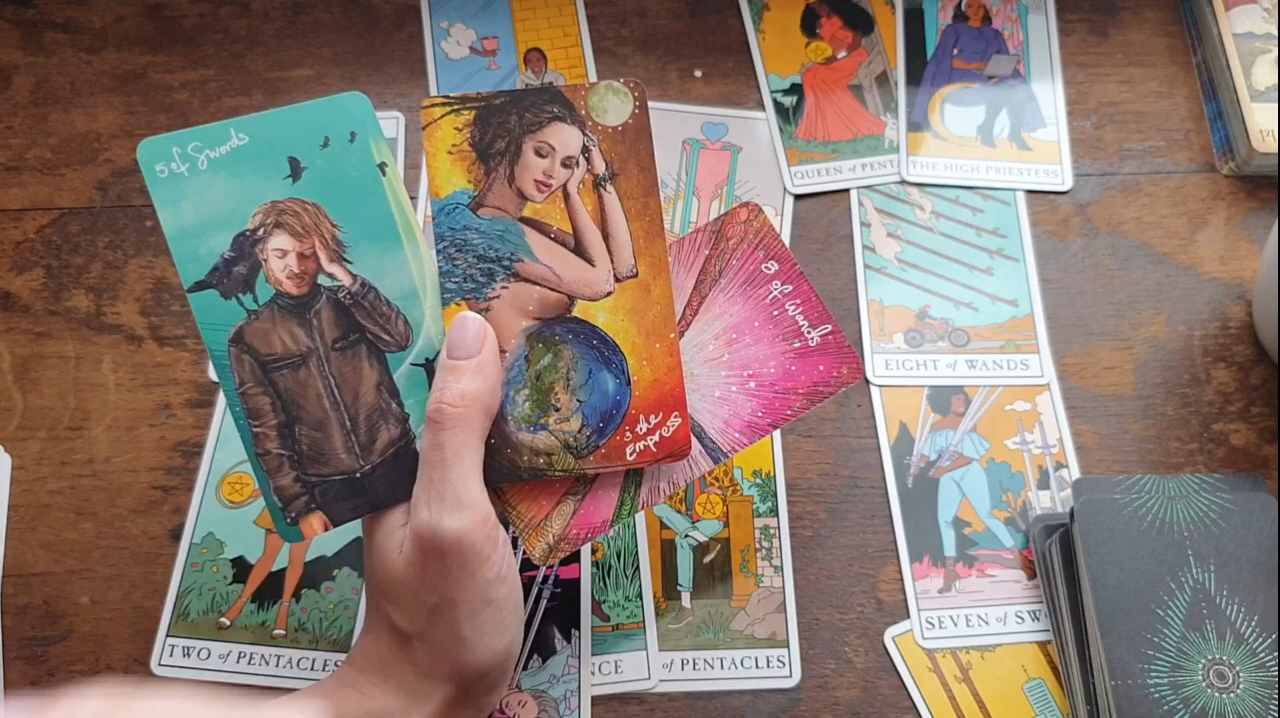 5 of Swords
3 the
Empress
8 of Wands
QUEEN of PENT
THE HIGH PRIESTESS
EIGHT of WANDS
SEVEN of SW
TWO of PENTACLES
NCE
of PENTACLES